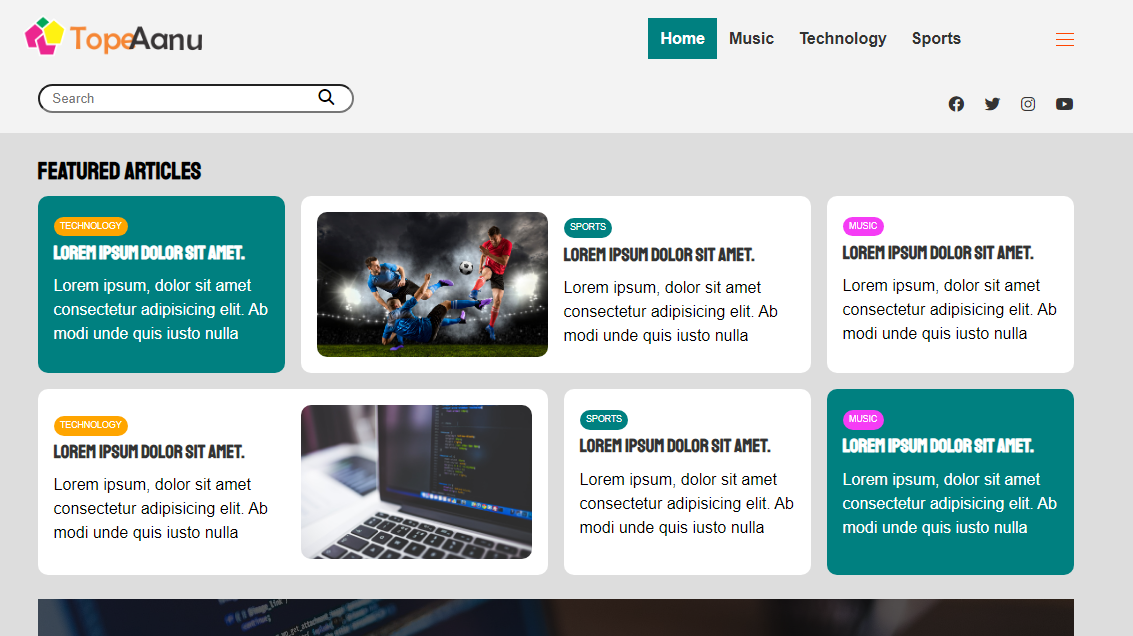 TopeAanu
Home Music Technology Sports
Search
FEATURED ARTICLES
TECHNOLOGY
LOREM IPSUM DOLOR SIT AMET.
Lorem ipsum, dolor sit amet
consectetur adipisicing elit. Ab
modi unde quis iusto nulla
SPORTS
LOREM IPSUM DOLOR SIT AMET.
Lorem ipsum, dolor sit amet
consectetur adipisicing elit. Ab
modi unde quis iusto nulla
MUSIC
LOREM IPSUM DOLOR SIT AMET.
Lorem ipsum, dolor sit amet
consectetur adipisicing elit. Ab
modi unde quis iusto nulla
TECHNOLOGY
LOREM IPSUM DOLOR SIT AMET.
Lorem ipsum, dolor sit amet
consectetur adipisicing elit. Ab
modi unde quis iusto nulla
SPORTS
LOREM IPSUM DOLOR SIT AMET.
Lorem ipsum, dolor sit amet
consectetur adipisicing elit. Ab
modi unde quis iusto nulla
MUSIC
LOREM IPSUM DOLOR SIT AMET.
Lorem ipsum, dolor sit amet
consectetur adipisicing elit. Ab
modi unde quis iusto nulla